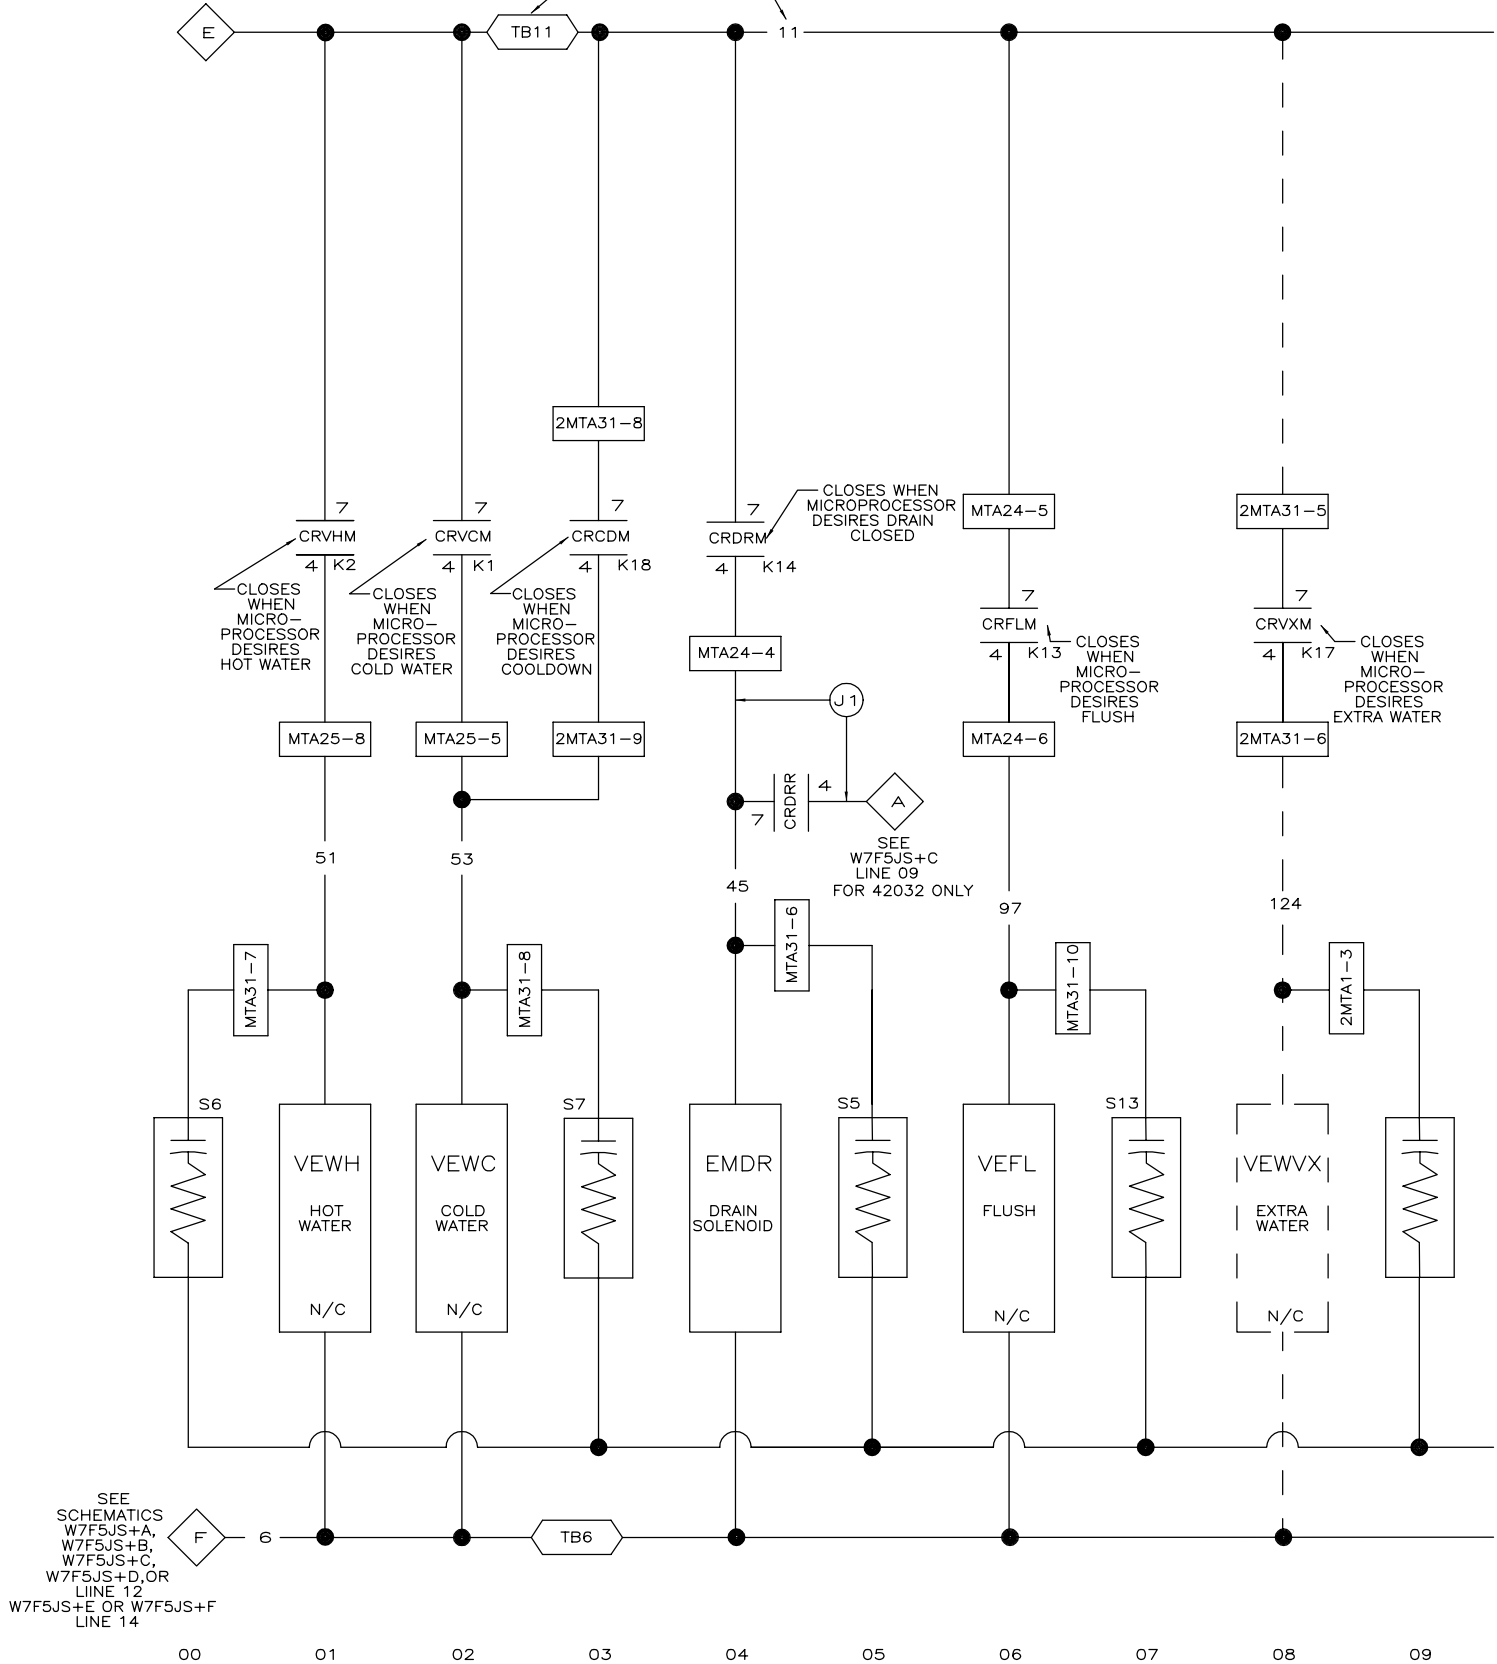 E
TB11
11
2MTA31-8
7
CRVHM
4 K2
CLOSES
WHEN
MICRO-
PROCESSOR
DESIRES
HOT WATER
7
CRVCM
4 K1
CLOSES
WHEN
MICRO-
PROCESSOR
DESIRES
COLD WATER
7
CRCDM
4 K18
CLOSES
WHEN
MICRO-
PROCESSOR
DESIRES
COOLDOWN
7
CRDRM
4 K14
CLOSES WHEN
MICROPROCESSOR
DESIRES DRAIN
CLOSED
MTA24-5
7
CRFLM
4 K13
CLOSES
WHEN
MICRO-
PROCESSOR
DESIRES
FLUSH
2MTA31-5
7
CRVXM
4 K17
CLOSES
WHEN
MICRO-
PROCESSOR
DESIRES
EXTRA WATER
MTA24-4
J1
MTA25-8
MTA25-5
2MTA31-9
MTA24-6
2MTA31-6
7
CRDRR
4
A
SEE
W7F5JS+C
LINE 09
FOR 42032 ONLY
51
53
45
97
124
MTA31-7
MTA31-8
MTA31-6
MTA31-10
2MTA1-3
S6
VEWH
HOT
WATER
N/C
VEWC
COLD
WATER
N/C
S7
EMDR
DRAIN
SOLENOID
S5
VEFL
FLUSH
N/C
S13
VEWVX
EXTRA
WATER
N/C
SEE
SCHEMATICS
W7F5JS+A,
W7F5JS+B,
W7F5JS+C,
W7F5JS+D,OR
LIINE 12
W7F5JS+E OR W7F5JS+F
LINE 14
F
6
TB6
00 01 02 03 04 05 06 07 08 09